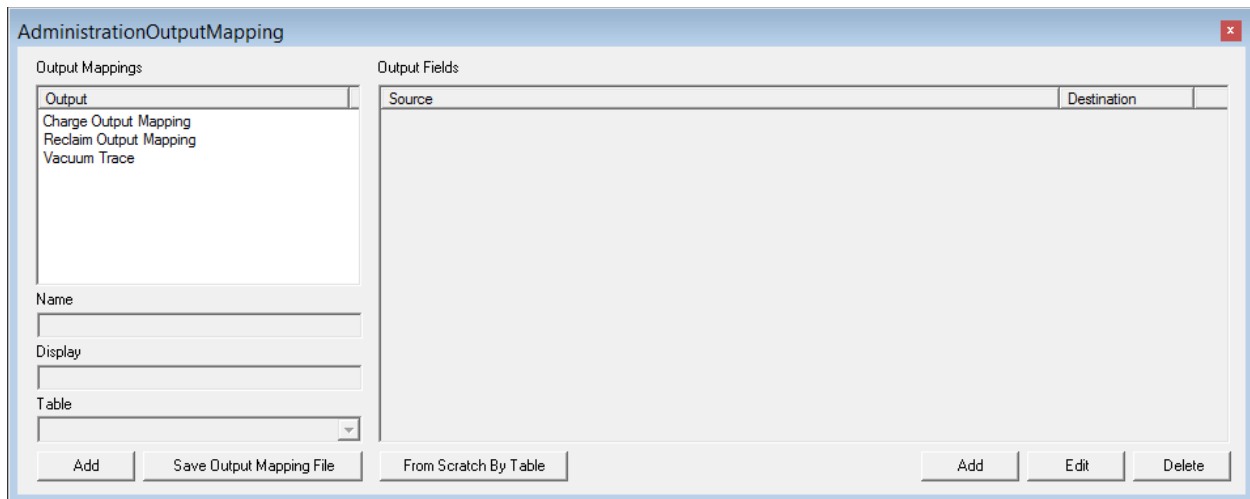 AdministrationOutputMapping
x
Output Mappings
Output Fields
Output
Source
Destination
Charge Output Mapping
Reclaim Output Mapping
Vacuum Trace
Name
Display
Table
Add
Save Output Mapping File
From Scratch By Table
Add
Edit
Delete